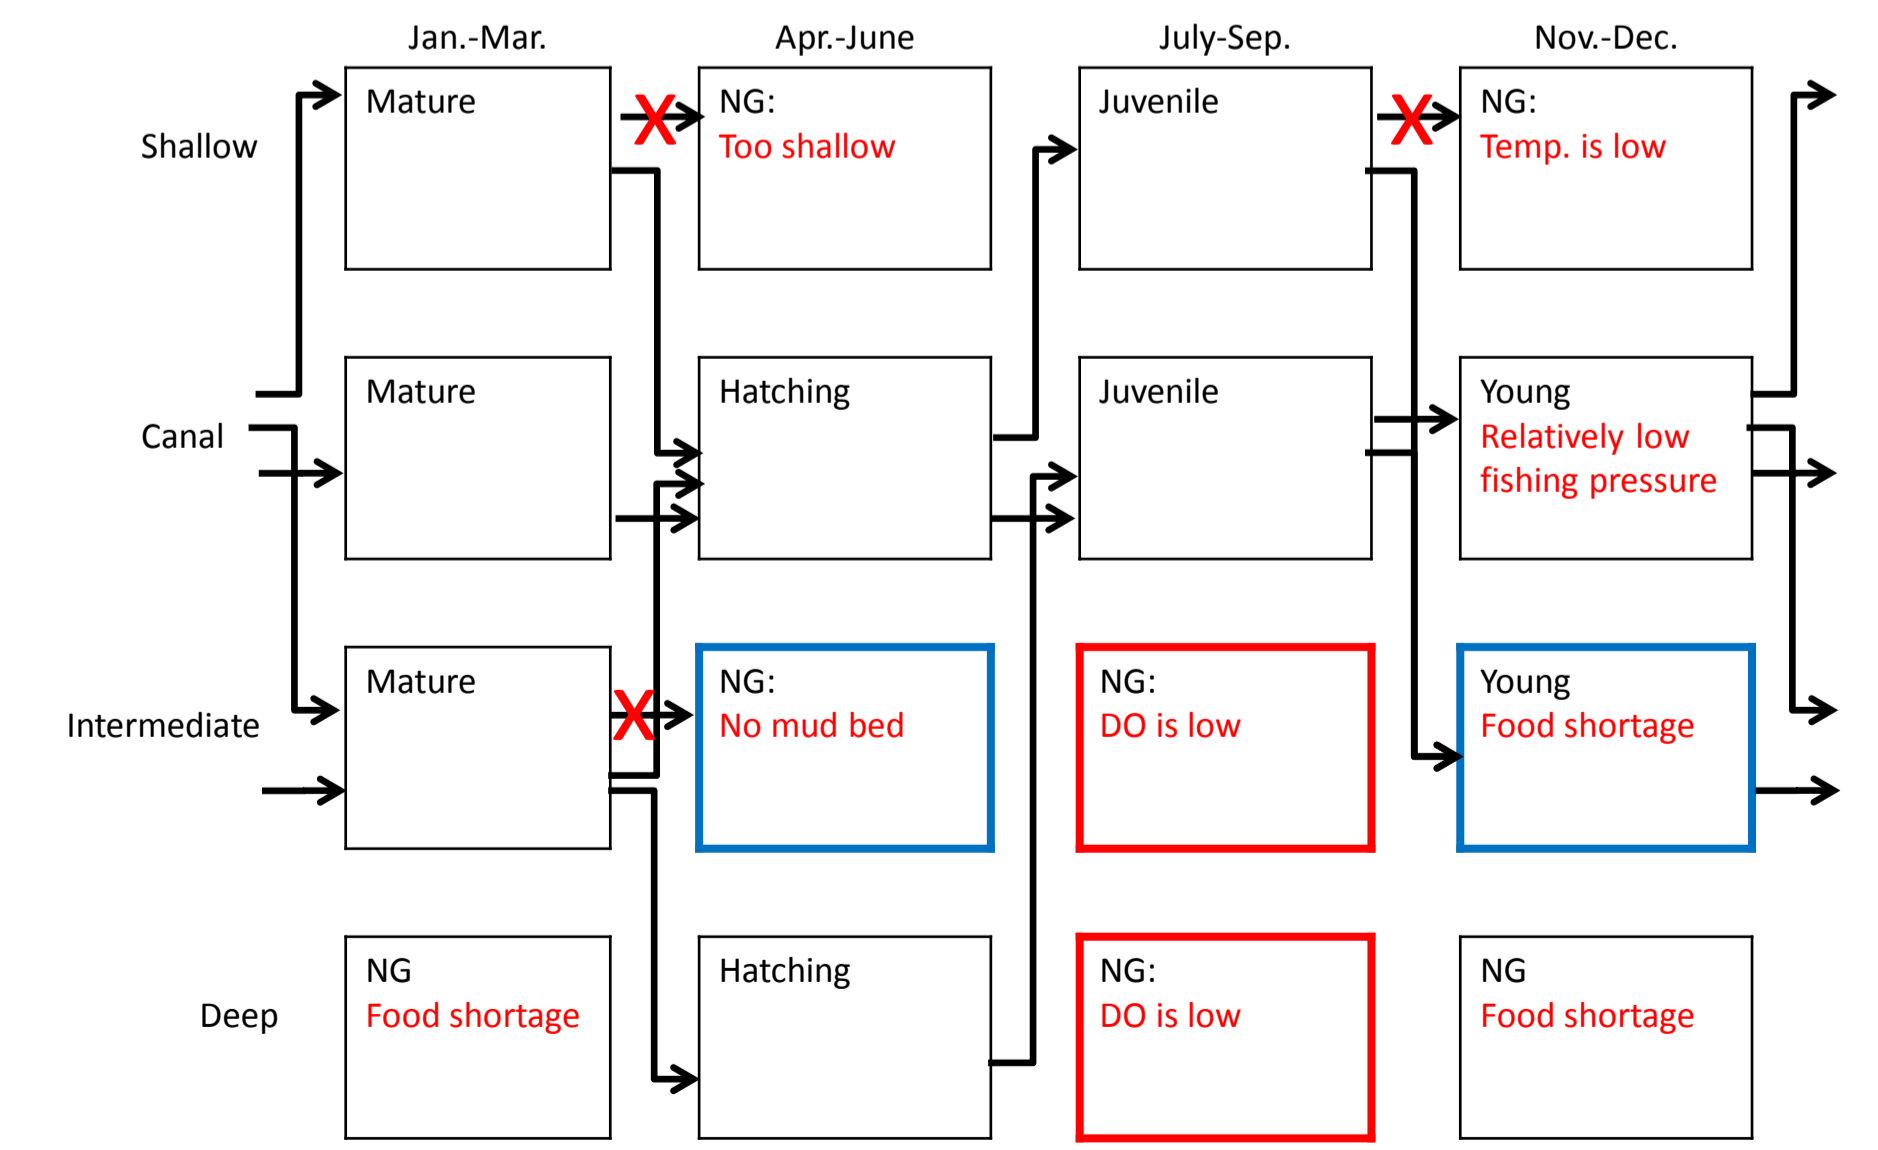 Jan.-Mar.
Apr.-June
July-Sep.
Nov.-Dec.
Shallow
Mature
X
NG:
Too shallow
Juvenile
X
NG:
Temp. is low
Canal
Mature
Hatching
Juvenile
Young
Relatively low
fishing pressure
Intermediate
Mature
X
NG:
No mud bed
NG:
DO is low
Young
Food shortage
Deep
NG
Food shortage
Hatching
NG:
DO is low
NG
Food shortage